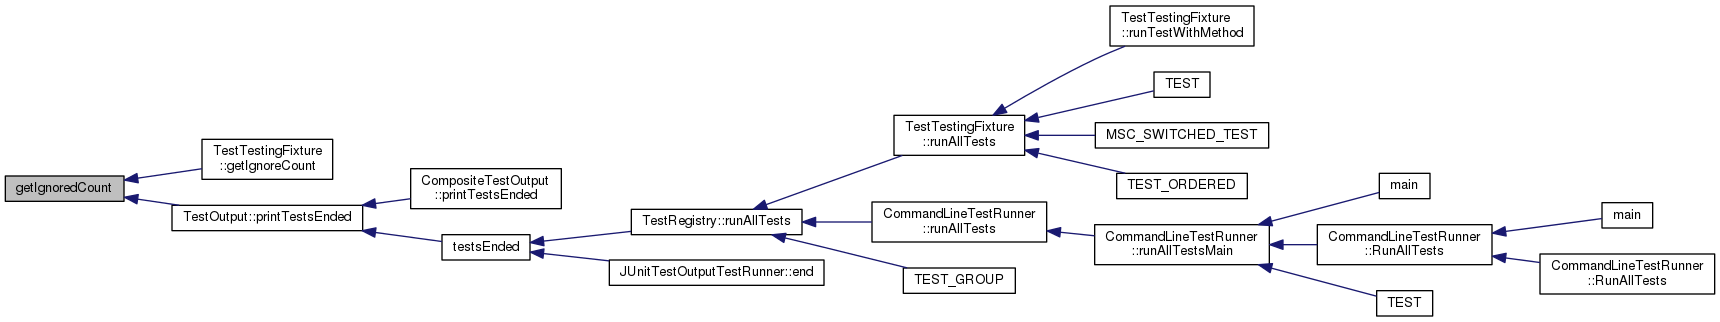 getIgnoredCount
TestTestingFixture
::getIgnoreCount
TestOutput::printTestsEnded
CompositeTestOutput
::printTestsEnded
testsEnded
TestRegistry::runAllTests
JUnitTestOutputTestRunner::end
TestTestingFixture
::runAllTests
CommandLineTestRunner
::runAllTests
TEST_GROUP
TestTestingFixture
::runTestWithMethod
TEST
MSC_SWITCHED_TEST
TEST_ORDERED
CommandLineTestRunner
::runAllTestsMain
main
CommandLineTestRunner
::RunAllTests
TEST
main
CommandLineTestRunner
::RunAllTests